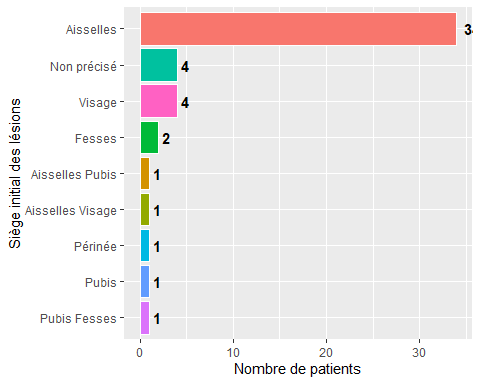 Aisselles
Non précisé 4
Visage 4
Fesses 2
Aisselles Pubis 1
Aisselles Visage 1
Périnée 1
Pubis 1
Pubis Fesses 1
Siège initial des lésions
0 10 20 30
Nombre de patients